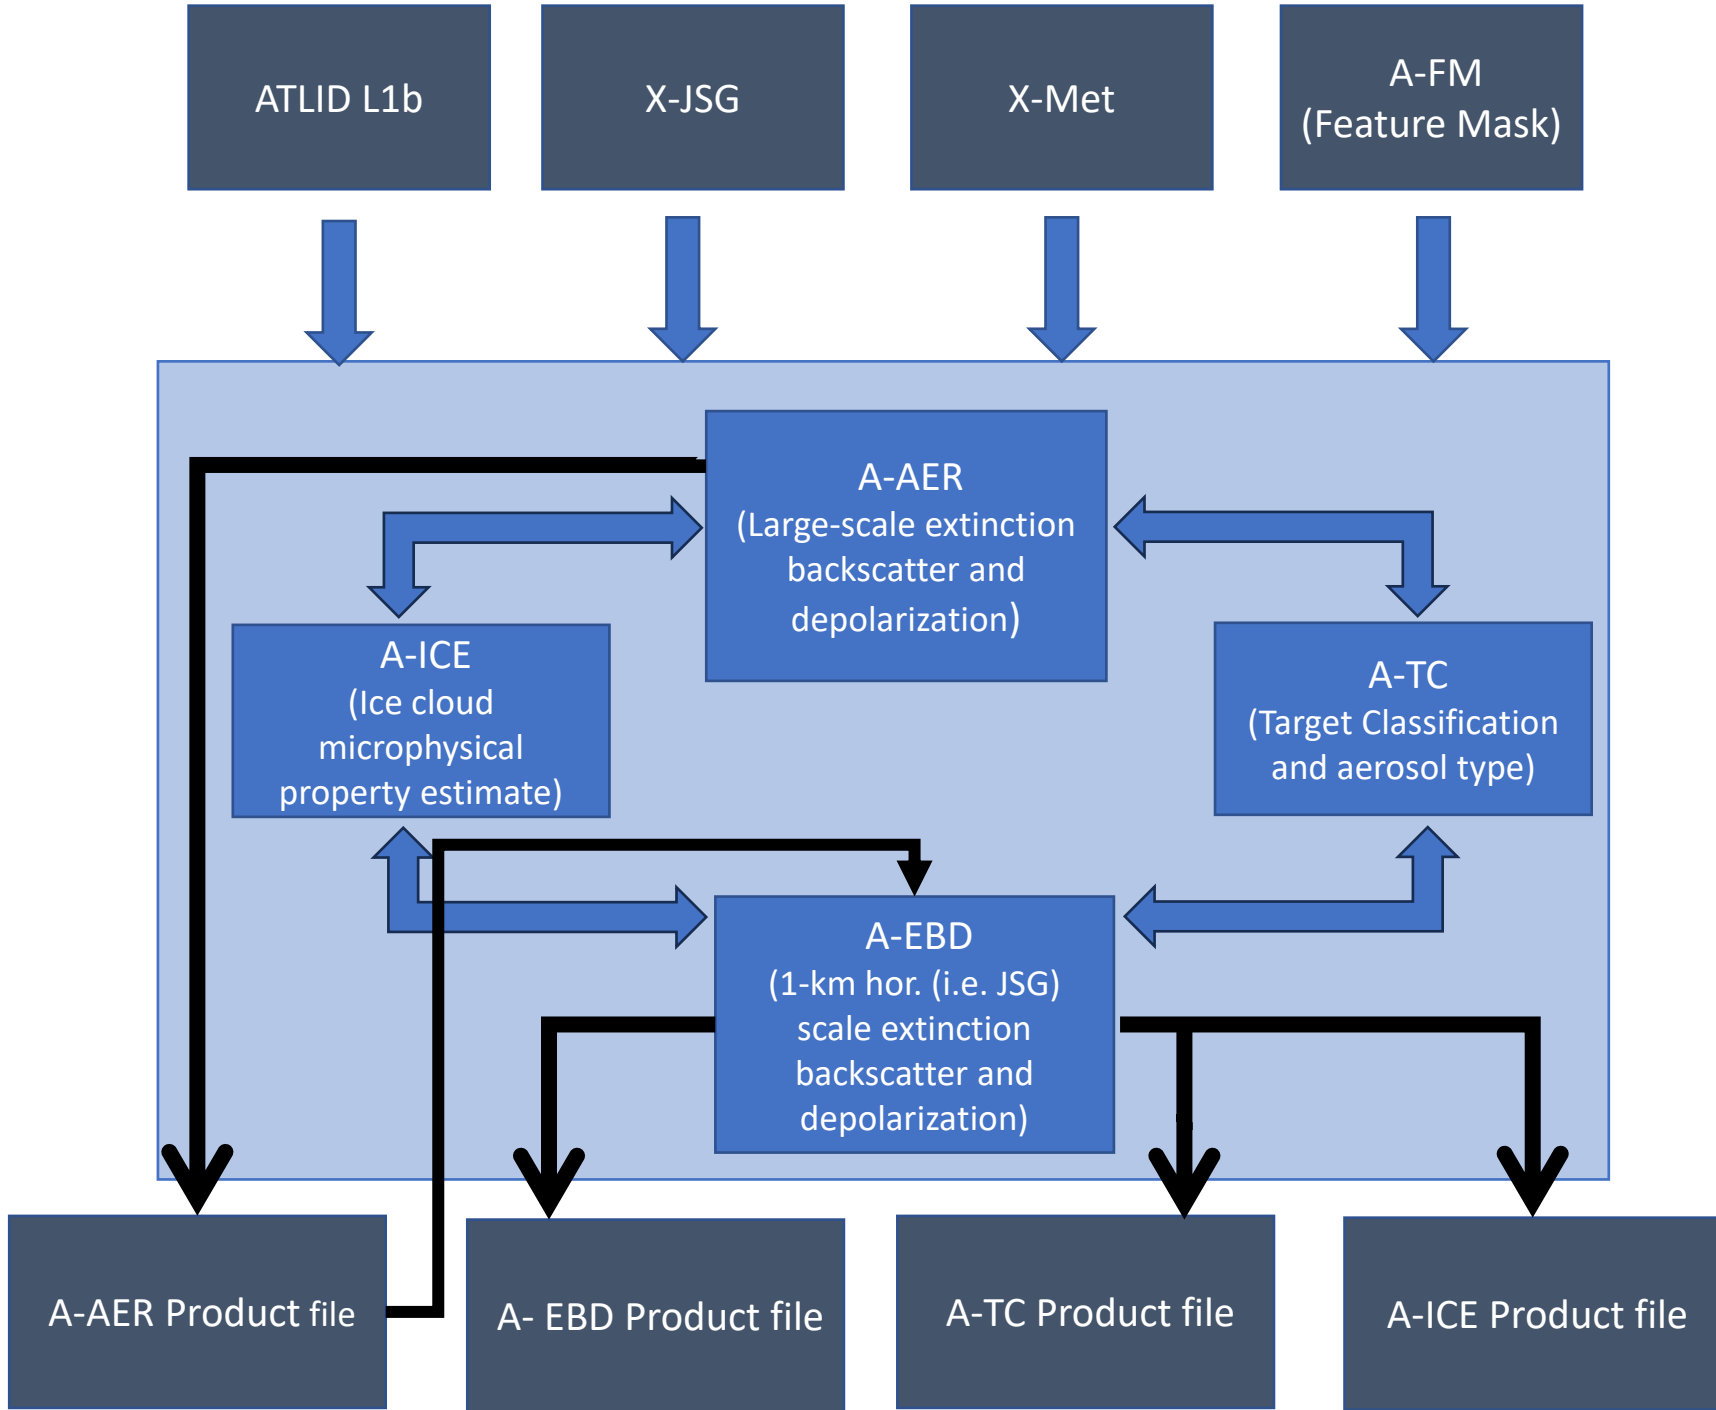 ATLID L1b
X-JSG
X-Met
A-FM
(Feature Mask)
A-AER
(Large-scale extinction
backscatter and
depolarization)
A-ICE
(Ice cloud
microphysical
property estimate)
A-TC
(Target Classification
and aerosol type)
A-EBD
(1-km hor. (i.e. JSG)
scale extinction
backscatter and
depolarization)
A-AER Product file
A- EBD Product file
A-TC Product file
A-ICE Product file